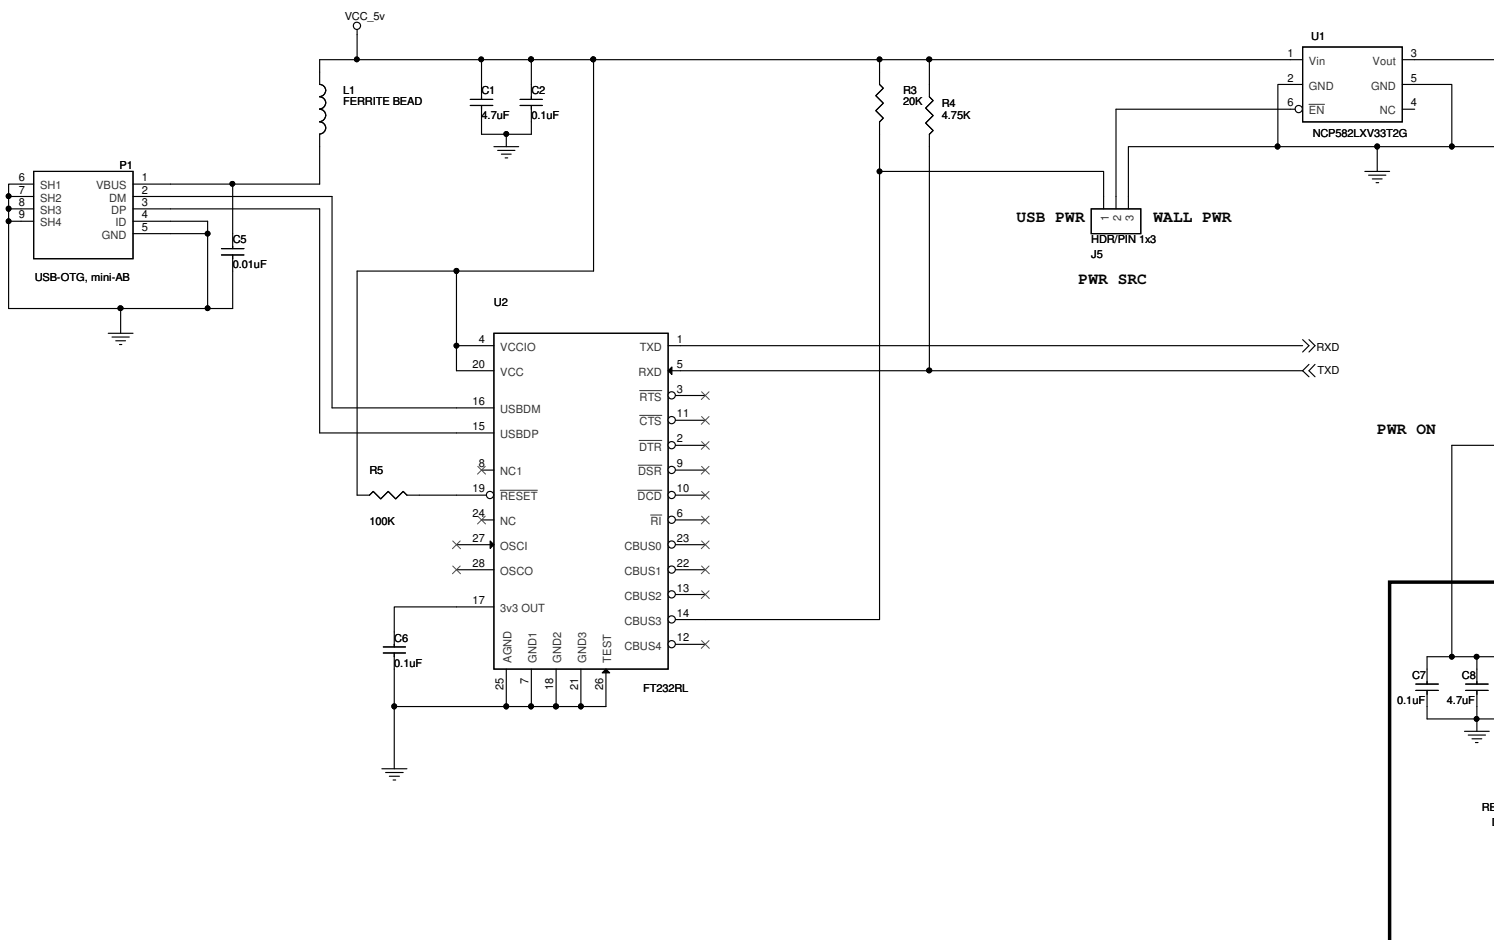 VCC_5v
L1
FERRITE BEAD
C1
4.7uF
C2
0.1uF
R3
20K
R4
4.75K
U1
1 Vin Vout 3
2 GND GND 5
6 EN NC 4
NCP582LXV33T2G
P1
6 SH1 VBUS 1
7 SH2 DM 2
8 SH3 DP 3
9 SH4 ID 4
GND 5
USB-OTG, mini-AB
C5
0.01uF
USB PWR 1 2 3 WALL PWR
HDR/PIN 1x3
J5
PWR SRC
U2
4 VCCIO TXD 1
20 VCC RXD 5
RTS 3
16 USBDM CTS 11
15 USBDP DTR 2
8 NC1 DSR 9
19 RESET DCD 10
24 NC RI 6
27 OSCI CBUS0 23
28 OSCO CBUS1 22
CBUS2 13
17 3v3 OUT CBUS3 14
CBUS4 12
AGND GND1 GND2 GND3 TEST
25 7 18 21 26
FT232RL
RXD
TXD
R5
100K
C6
0.1uF
PWR ON
C7
0.1uF
C8
4.7uF